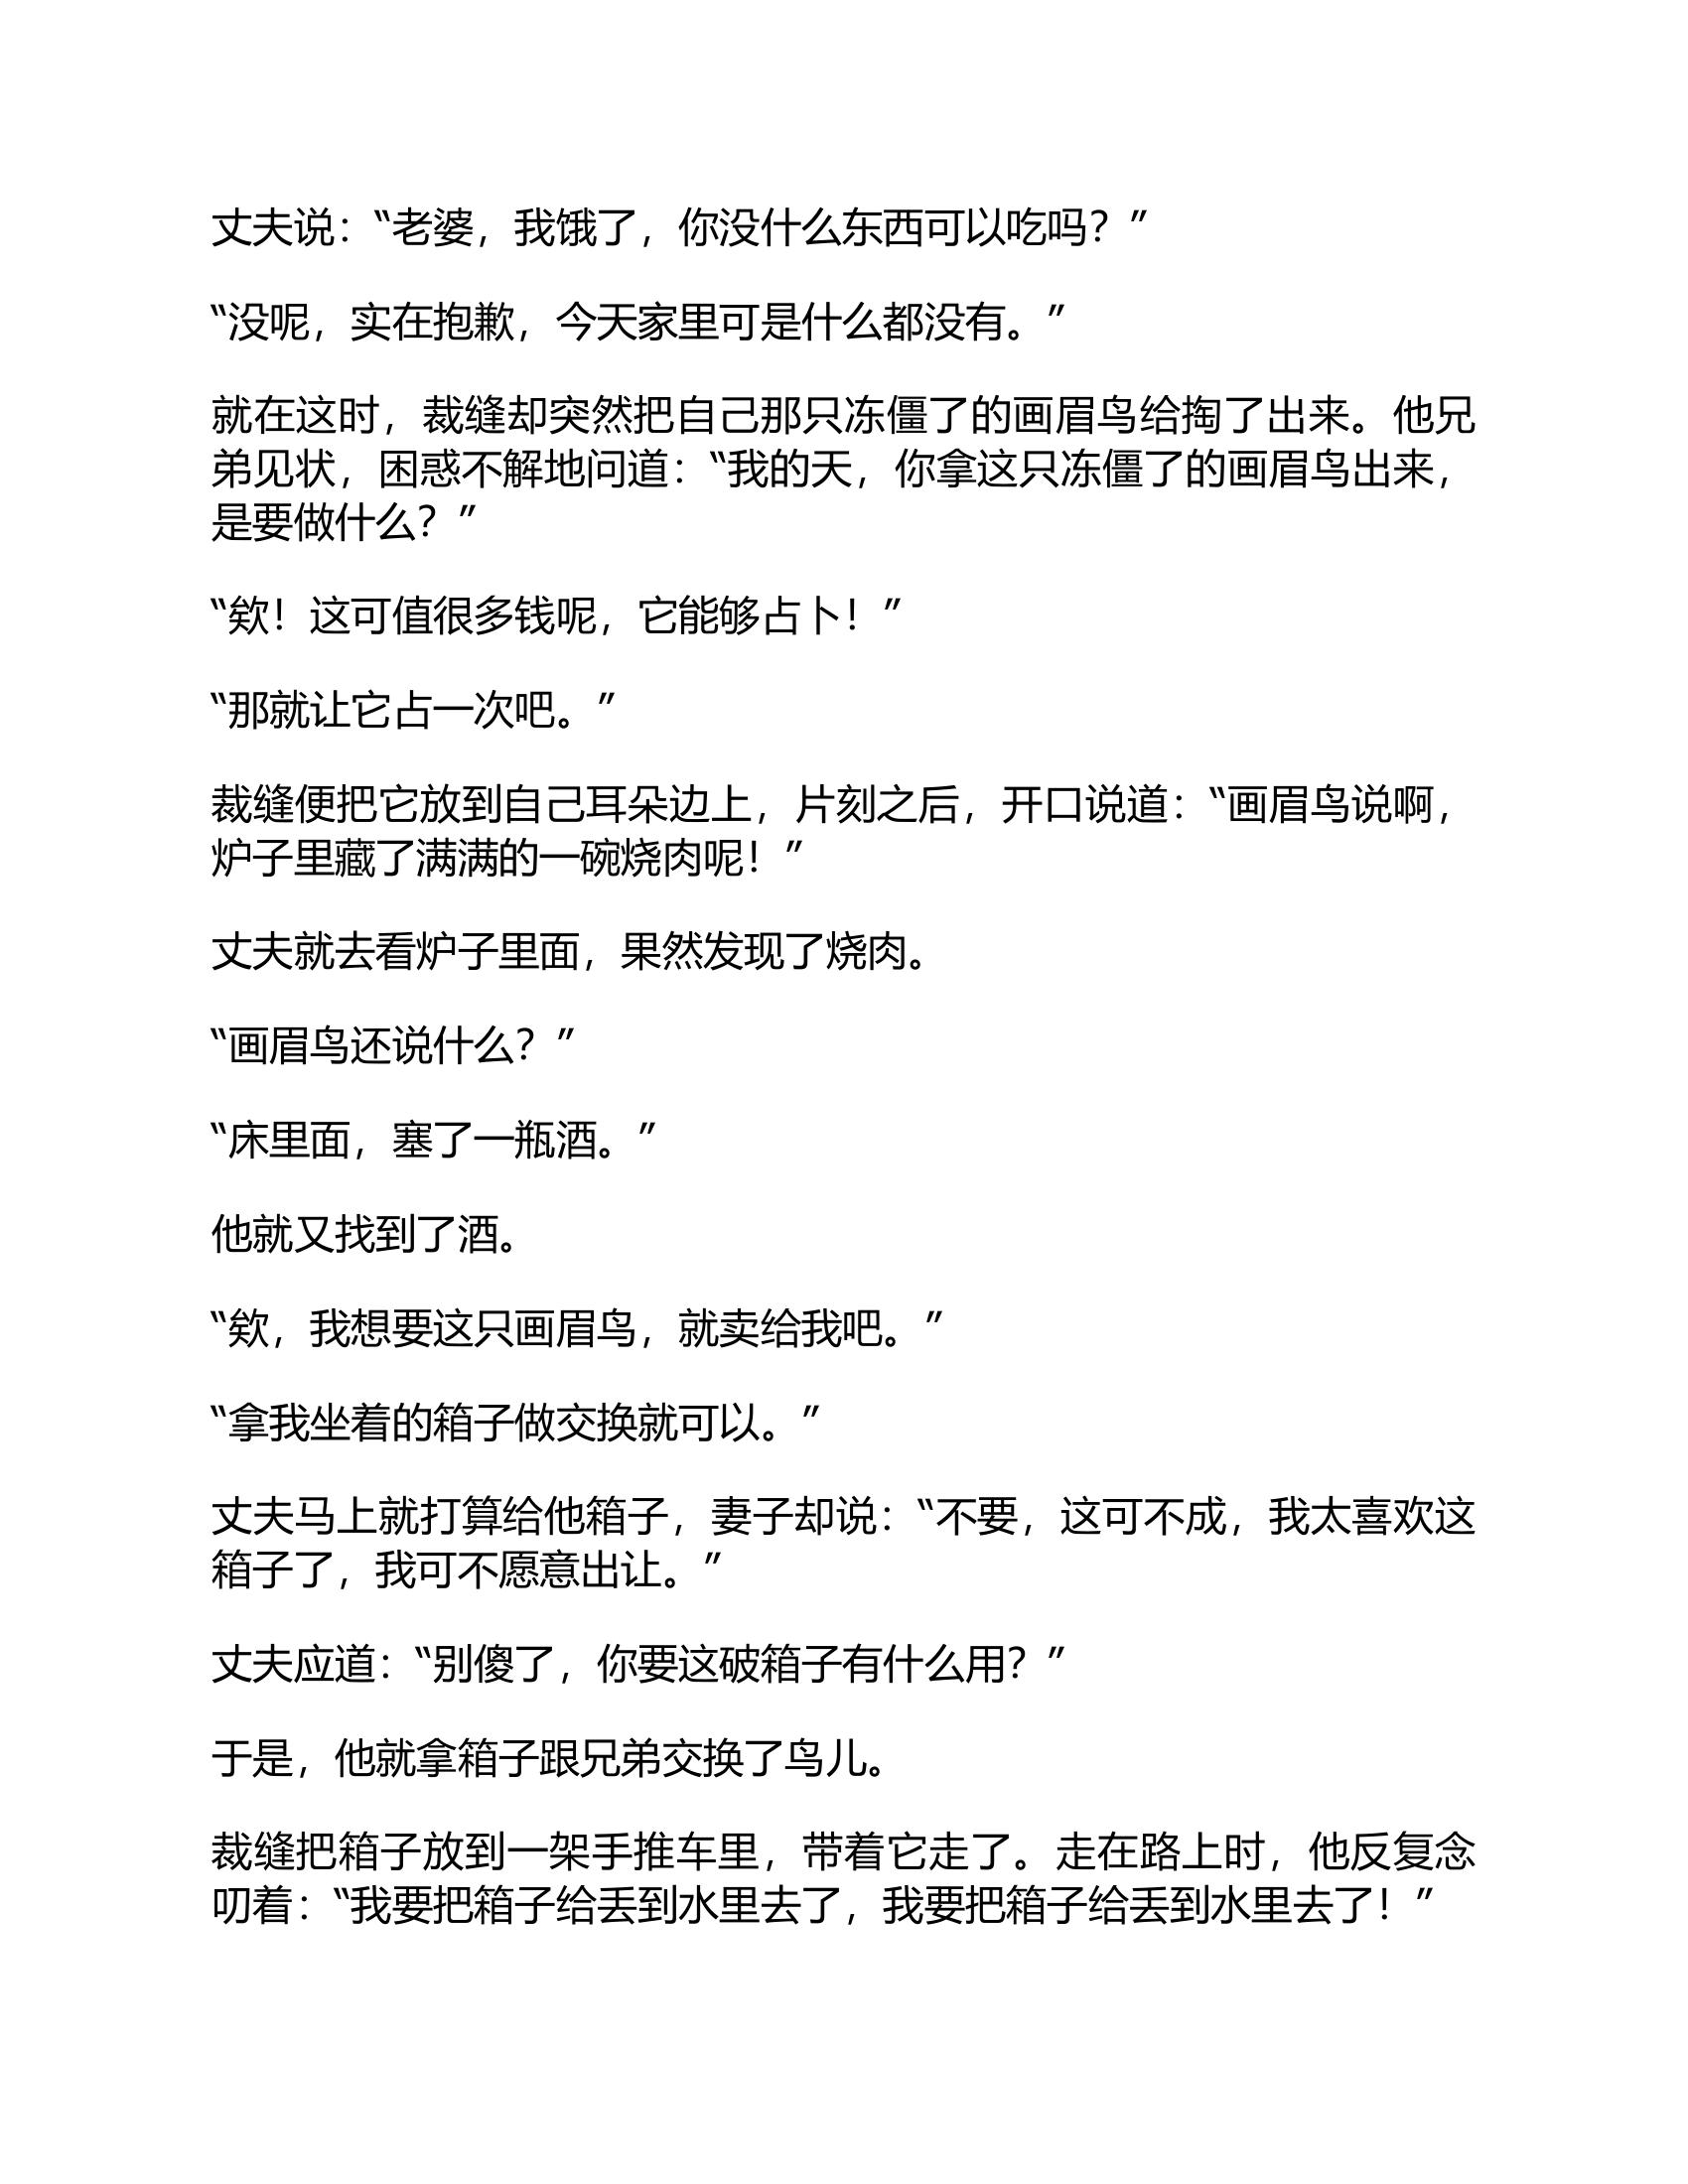 丈夫说：“老婆，我饿了，你没什么东西可以吃吗？”
“没呢，实在抱歉，今天家里可是什么都没有。”
就在这时，裁缝却突然把自己那只冻僵了的画眉鸟给掏了出来。他兄
弟见状，困惑不解地问道：“我的天，你拿这只冻僵了的画眉鸟出来，
是要做什么？”
“欸！这可值很多钱呢，它能够占卜！”
“那就让它占一次吧。”
裁缝便把它放到自己耳朵边上，片刻之后，开口说道：“画眉鸟说啊，
炉子里藏了满满的一碗烧肉呢！”
丈夫就去看炉子里面，果然发现了烧肉。
“画眉鸟还说什么？”
“床里面，塞了一瓶酒。”
他就又找到了酒。
“欸，我想要这只画眉鸟，就卖给我吧。”
“拿我坐着的箱子做交换就可以。”
丈夫马上就打算给他箱子，妻子却说：“不要，这可不成，我太喜欢这
箱子了，我可不愿意出让。”
丈夫应道：“别傻了，你要这破箱子有什么用？”
于是，他就拿箱子跟兄弟交换了鸟儿。
裁缝把箱子放到一架手推车里，带着它走了。走在路上时，他反复念
叨着：“我要把箱子给丢到水里去了，我要把箱子给丢到水里去了！”